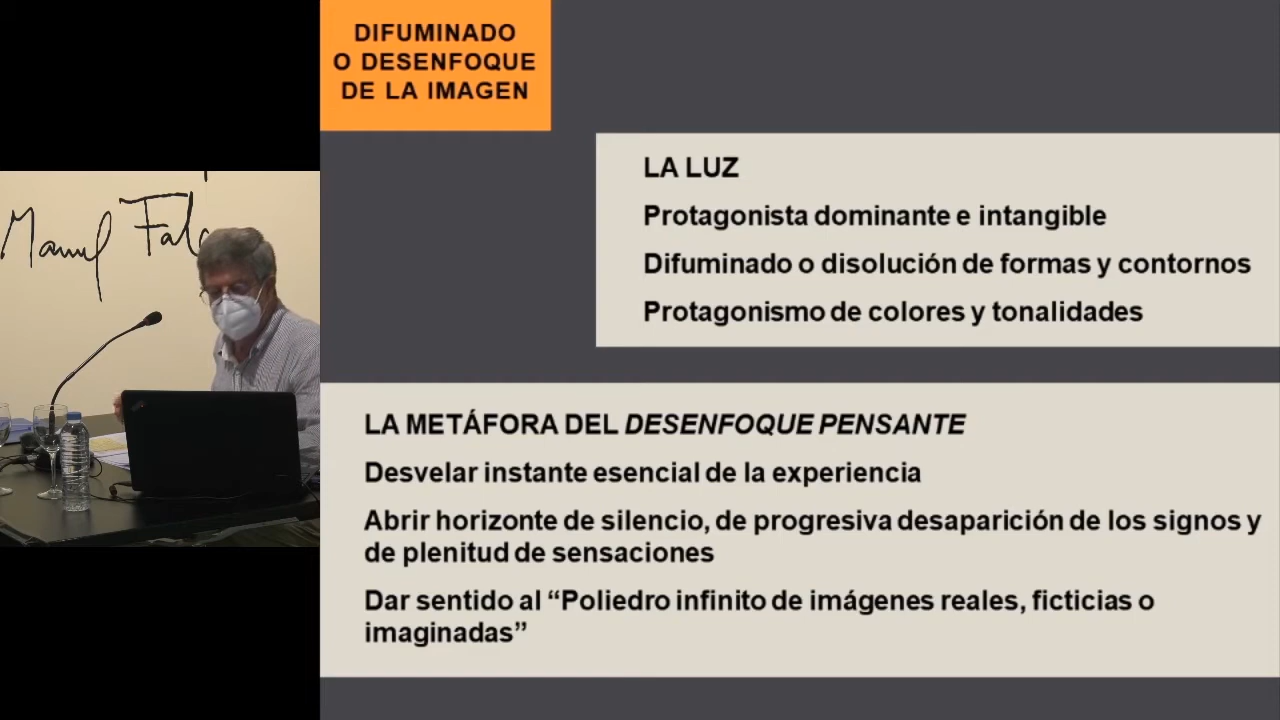 DIFUMINADO
O DESENFOQUE
DE LA IMAGEN
LA LUZ
Protagonista dominante e intangible
Difuminado o disolución de formas y contornos
Protagonismo de colores y tonalidades
LA METÁFORA DEL DESENFOQUE PENSANTE
Desvelar instante esencial de la experiencia
Abrir horizonte de silencio, de progresiva desaparición de los signos y
de plenitud de sensaciones
Dar sentido al “Poliedro infinito de imágenes reales, ficticias o
imaginadas”
Manuel